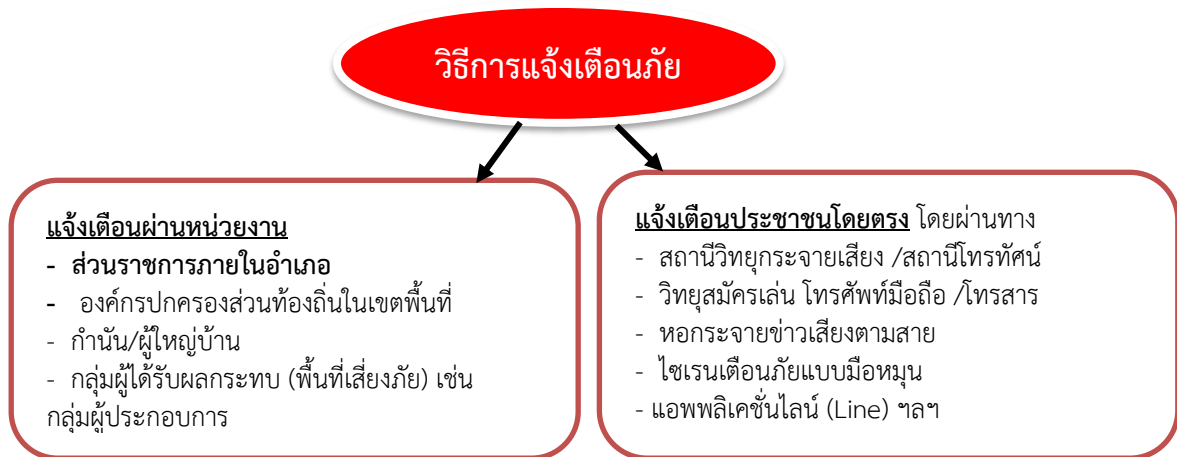 วิธีการแจ้งเตือนภัย
แจ้งเตือนผ่านหน่วยงาน
- ส่วนราชการภายในอำเภอ
- องค์กรปกครองส่วนท้องถิ่นในเขตพื้นที่
- กำนัน/ผู้ใหญ่บ้าน
- กลุ่มผู้ได้รับผลกระทบ (พื้นที่เสี่ยงภัย) เช่น
กลุ่มผู้ประกอบการ
แจ้งเตือนประชาชนโดยตรง โดยผ่านทาง
- สถานีวิทยุกระจายเสียง /สถานีโทรทัศน์
- วิทยุสมัครเล่น โทรศัพท์มือถือ /โทรสาร
- หอกระจายข่าวเสียงตามสาย
- ไซเรนเตือนภัยแบบมือหมุน
- แอพพลิเคชั่นไลน์ (Line) ฯลฯ